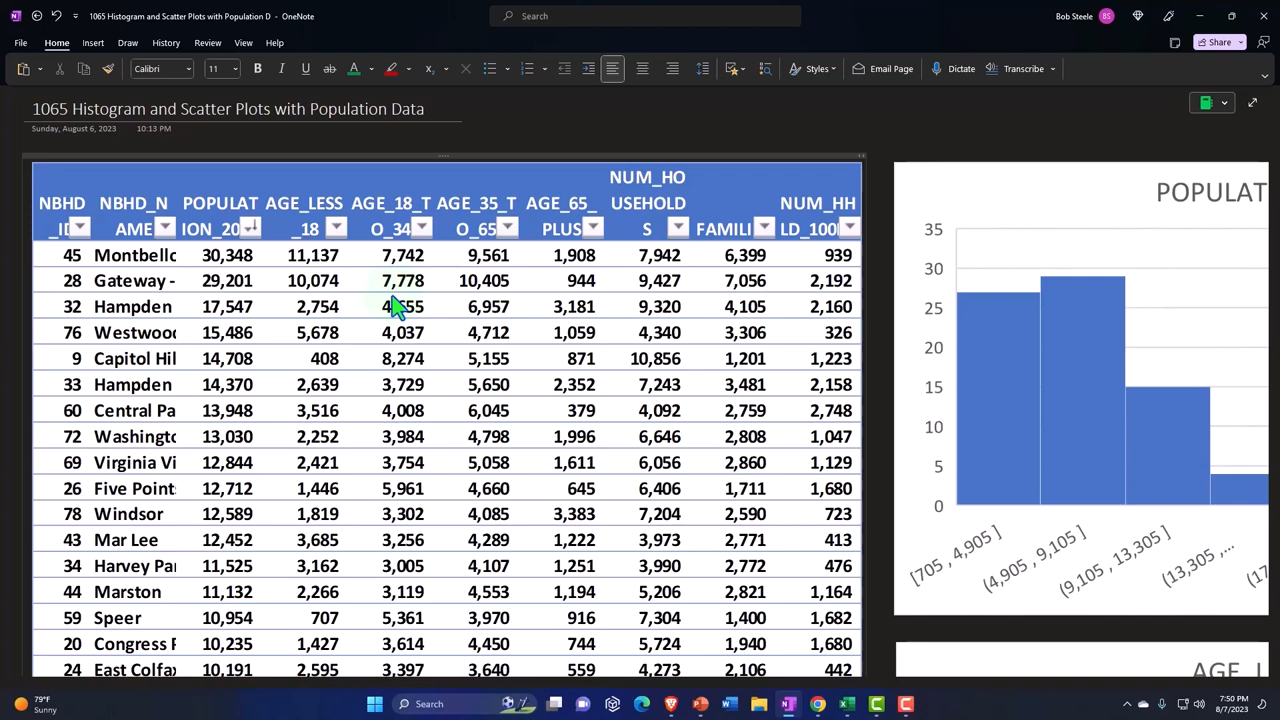 1065 Histogram and Scatter Plots with Population D - OneNote
Search
Bob Steele BS
File Home Insert Draw History Review View Help
Share
Calibri 11 B I U ab A Styles Email Page Dictate Transcribe
1065 Histogram and Scatter Plots with Population Data
Sunday, August 6, 2023 10:13 PM
NUM_HO
NBHD NBHD_N POPULAT AGE_LESS AGE_18_T AGE_35_T AGE_65_ USEHOLD NUM_HH
_ID AME ION_20 _18 O_34 O_65 PLUS S FAMILI LD_100
45 Montbello 30,348 11,137 7,742 9,561 1,908 7,942 6,399 939
28 Gateway - 29,201 10,074 7,778 10,405 944 9,427 7,056 2,192
32 Hampden 17,547 2,754 6,957 3,181 9,320 4,105 2,160
76 Westwood 15,486 5,678 4,037 4,712 1,059 4,340 3,306 326
9 Capitol Hil 14,708 408 8,274 5,155 871 10,856 1,201 1,223
33 Hampden 14,370 2,639 3,729 5,650 2,352 7,243 3,481 2,158
60 Central Pa 13,948 3,516 4,008 6,045 379 4,092 2,759 2,748
72 Washingto 13,030 2,252 3,984 4,798 1,996 6,646 2,808 1,047
69 Virginia Vi 12,844 2,421 3,754 5,058 1,611 6,056 2,860 1,129
26 Five Point 12,712 1,446 5,961 4,660 645 6,406 1,711 1,680
78 Windsor 12,589 1,819 3,302 4,085 3,383 7,204 2,590 723
43 Mar Lee 12,452 3,685 3,256 4,289 1,222 3,973 2,771 413
34 Harvey Par 11,525 3,162 3,005 4,107 1,251 3,990 2,772 476
44 Marston 11,132 2,266 3,119 4,553 1,194 5,206 2,821 1,164
59 Speer 10,954 707 5,361 3,970 916 7,304 1,400 1,682
20 Congress P 10,235 1,427 3,614 4,450 744 5,724 1,940 1,680
24 East Colfax 10,191 2,595 3,397 3,640 559 4,273 2,106 442
POPULAT
35
30
25
20
15
10
5
0
[705 , 4,905 ]
(4,905 , 9,105 ]
(9,105 , 13,305 ]
(13,305 ,...
(17
AGE_L
79°F
Sunny
Search
7:50 PM
8/7/2023